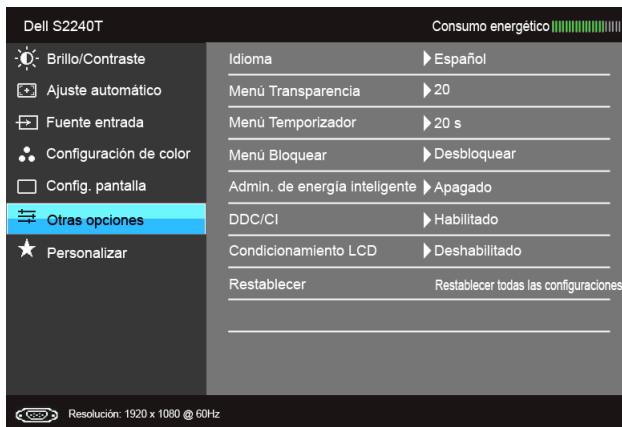 Dell S2240T Consumo energético
Brillo/Contraste Idioma Español
Ajuste automático Menú Transparencia 20
Fuente entrada Menú Temporizador 20 s
Configuración de color Menú Bloquear Desbloquear
Config. pantalla Admin. de energía inteligente Apagado
Otras opciones DDC/CI Habilitado
Personalizar Condicionamiento LCD Deshabilitado
Restablecer Restablecer todas las configuraciones
Resolución: 1920 x 1080 @ 60Hz